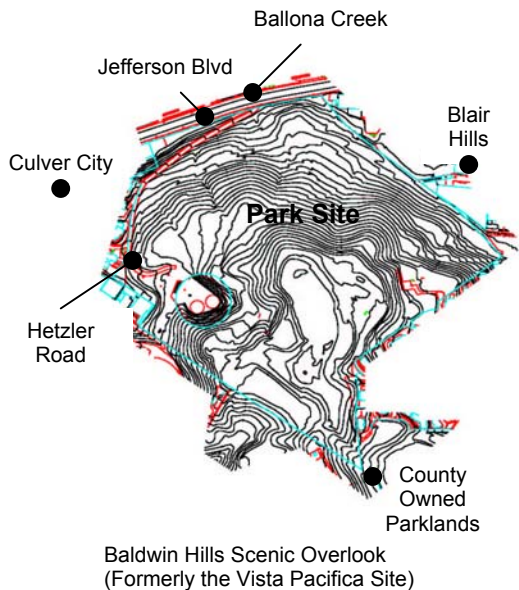 Ballona Creek
Jefferson Blvd
Blair
Hills
Culver City
Park Site
Hetzler
Road
County
Owned
Parklands
Baldwin Hills Scenic Overlook
(Formerly the Vista Pacifica Site)